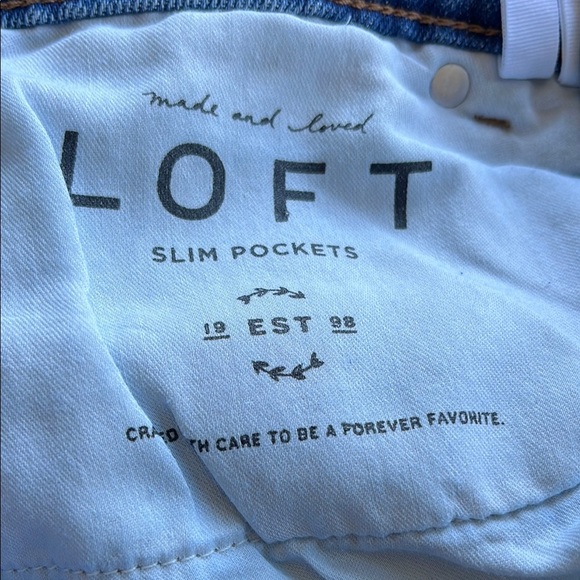 made and loved
LOFT
SLIM POCKETS
19 EST 98
CARE TO BE A FOREVER FAVORITE.